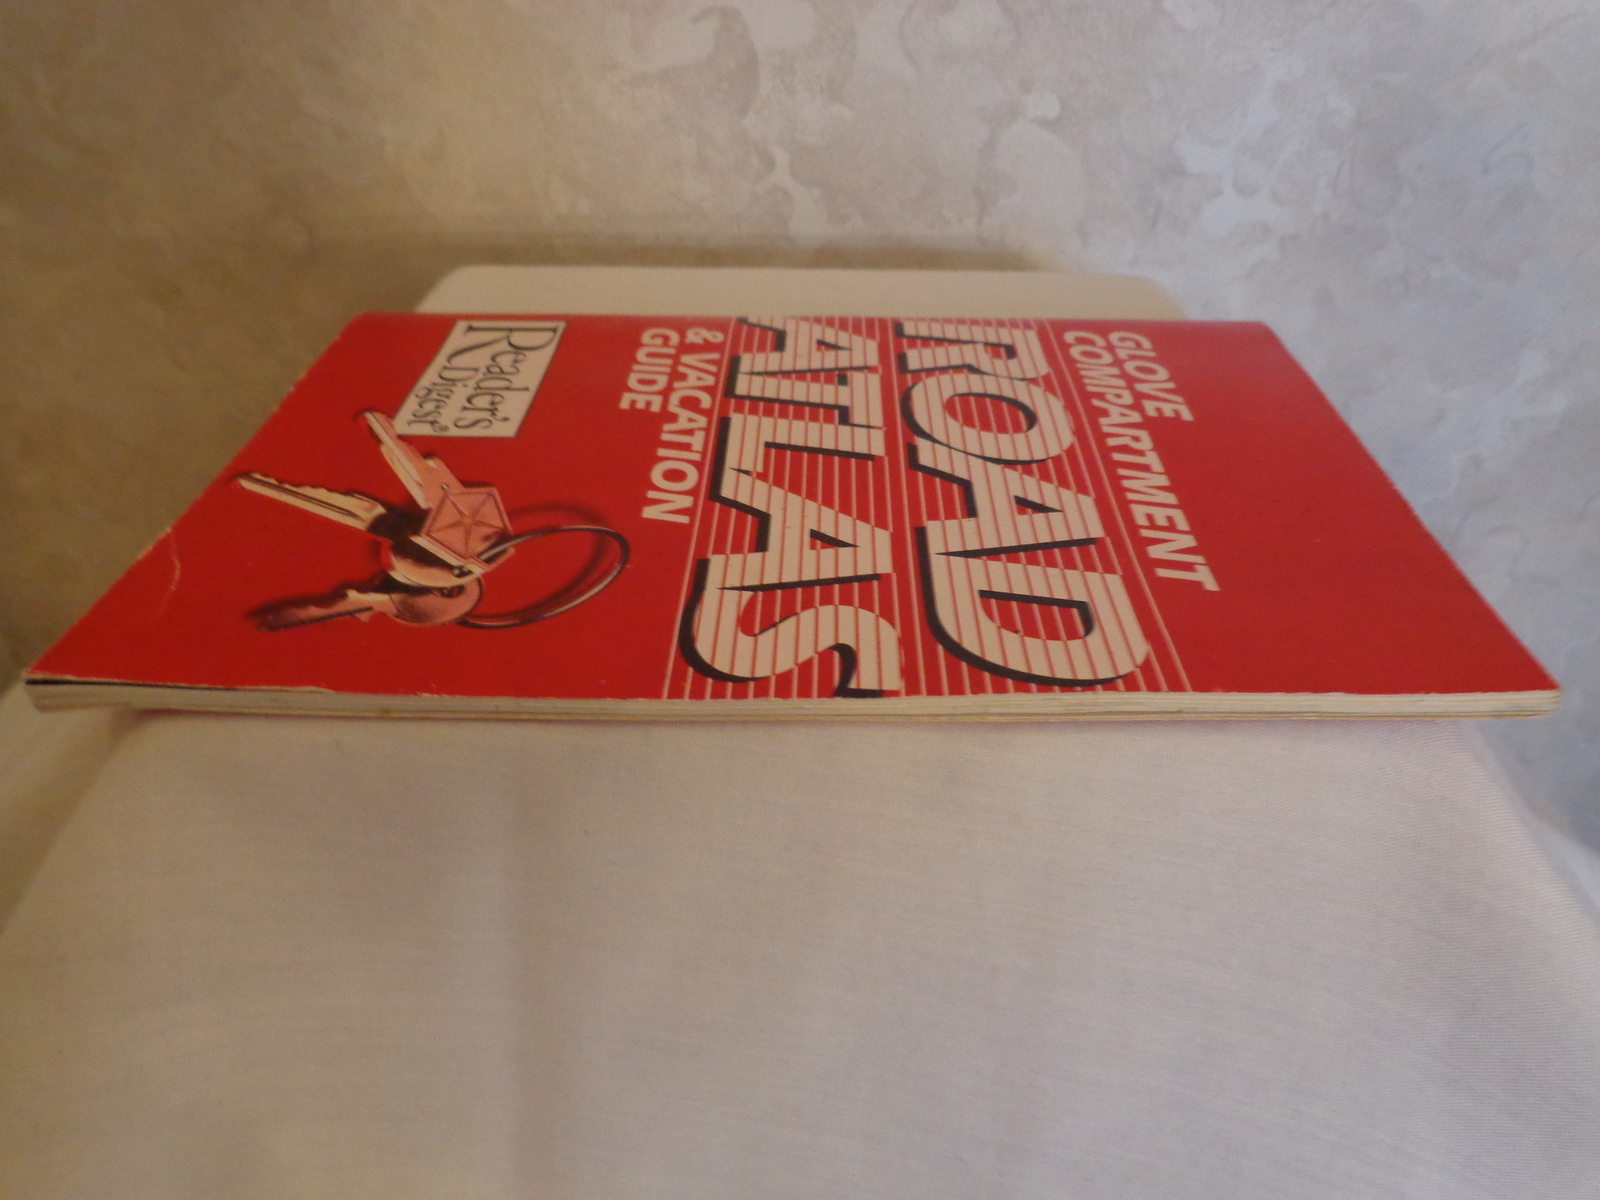 GLOVE
COMPARTMENT
ROAD
ATLAS
& VACATION
GUIDE
Reader's
Digest®